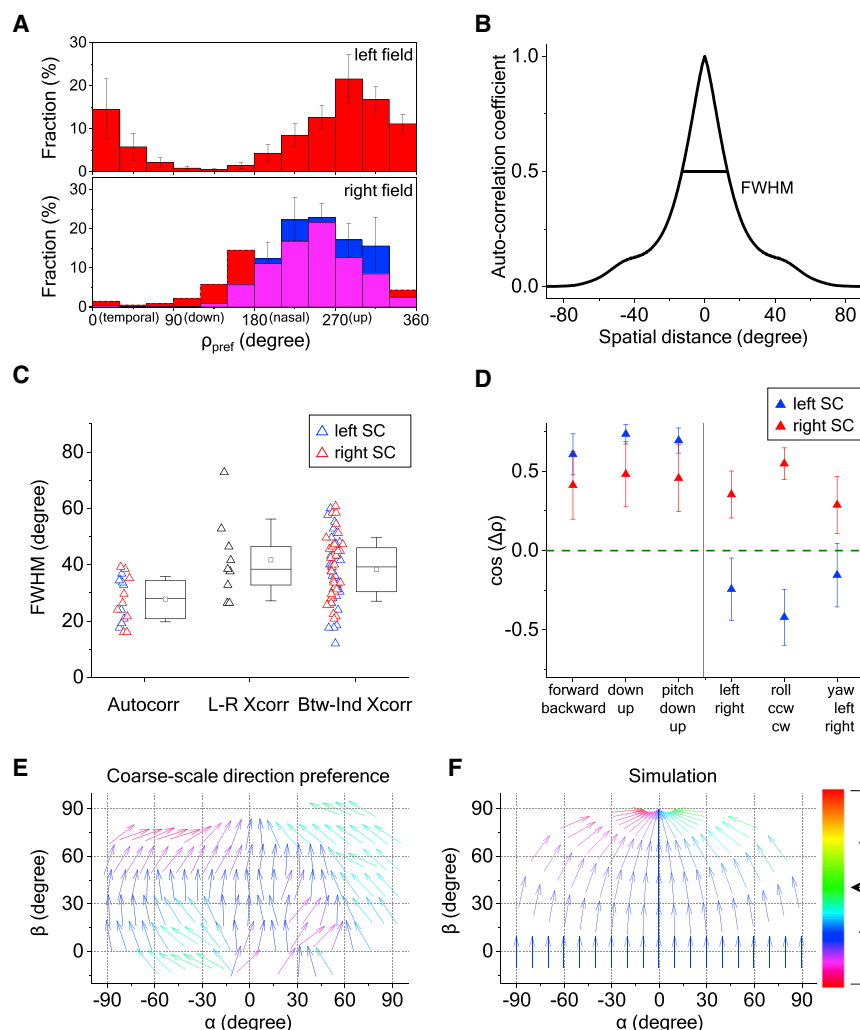 A
30
20
10
0
Fraction (%)
left field
30
20
10
0
Fraction (%)
right field
0 (temporal) 90 (down) 180 (nasal) 270 (up) 360
ρpref (degree)
B
1.0
0.5
0.0
Auto-correlation coefficient
FWHM
-80 -40 0 40 80
Spatial distance (degree)
C
left SC
right SC
80
60
40
20
0
FWHM (degree)
Autocorr L-R Xcorr Btw-Ind Xcorr
D
left SC
right SC
0.5
0.0
-0.5
cos (Δρ)
forward backward
down up
pitch down up
left right
roll ccw cw
yaw left right
E
Coarse-scale direction preference
90
60
30
0
β (degree)
-90 -60 -30 0 30 60 90
α (degree)
F
Simulation
90
60
30
0
β (degree)
-90 -60 -30 0 30 60 90
α (degree)